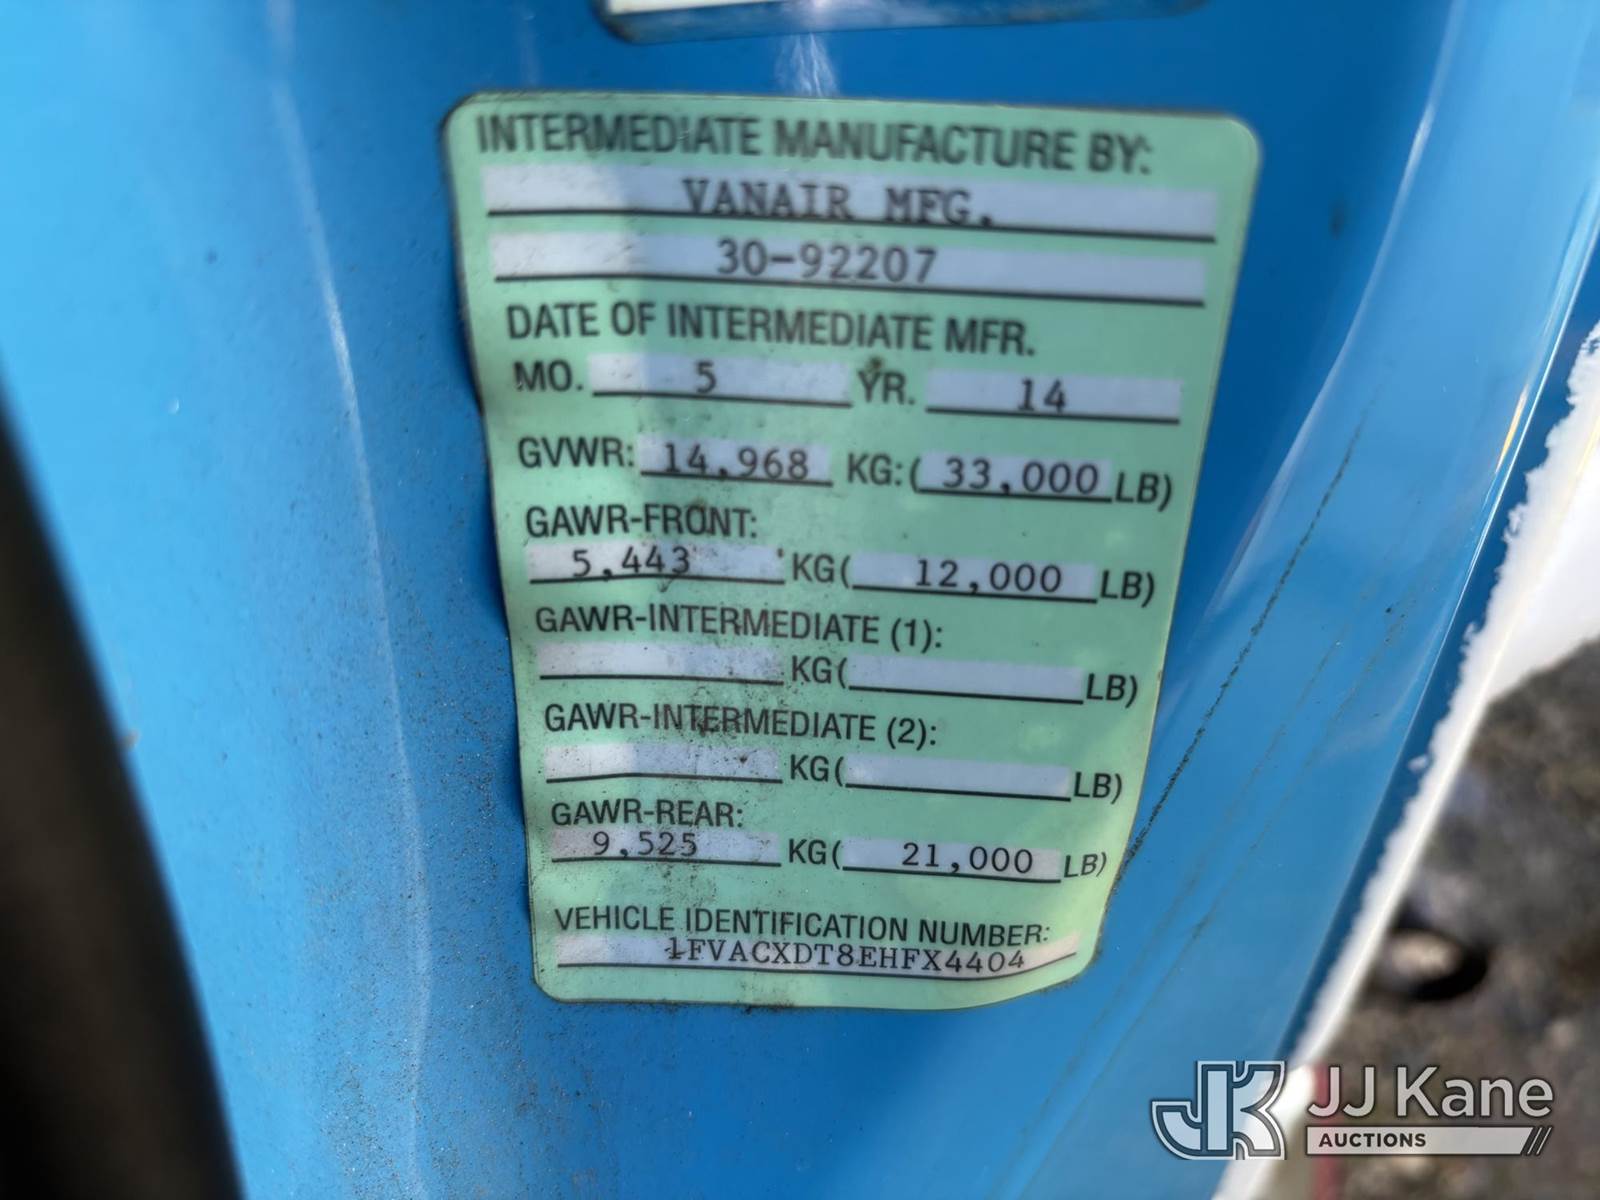 INTERMEDIATE MANUFACTURE BY:
VANAIR MFG.
30-92207
DATE OF INTERMEDIATE MFR.
MO. 5 YR. 14
GVWR: 14,968 KG: ( 33,000 LB)
GAWR-FRONT:
5,443 KG( 12,000 LB)
GAWR-INTERMEDIATE (1):
KG( LB)
GAWR-INTERMEDIATE (2):
KG( LB)
GAWR-REAR:
9,525 KG( 21,000 LB)
VEHICLE IDENTIFICATION NUMBER:
1FVACXDT8EHFX4404
JK JJ Kane
AUCTIONS